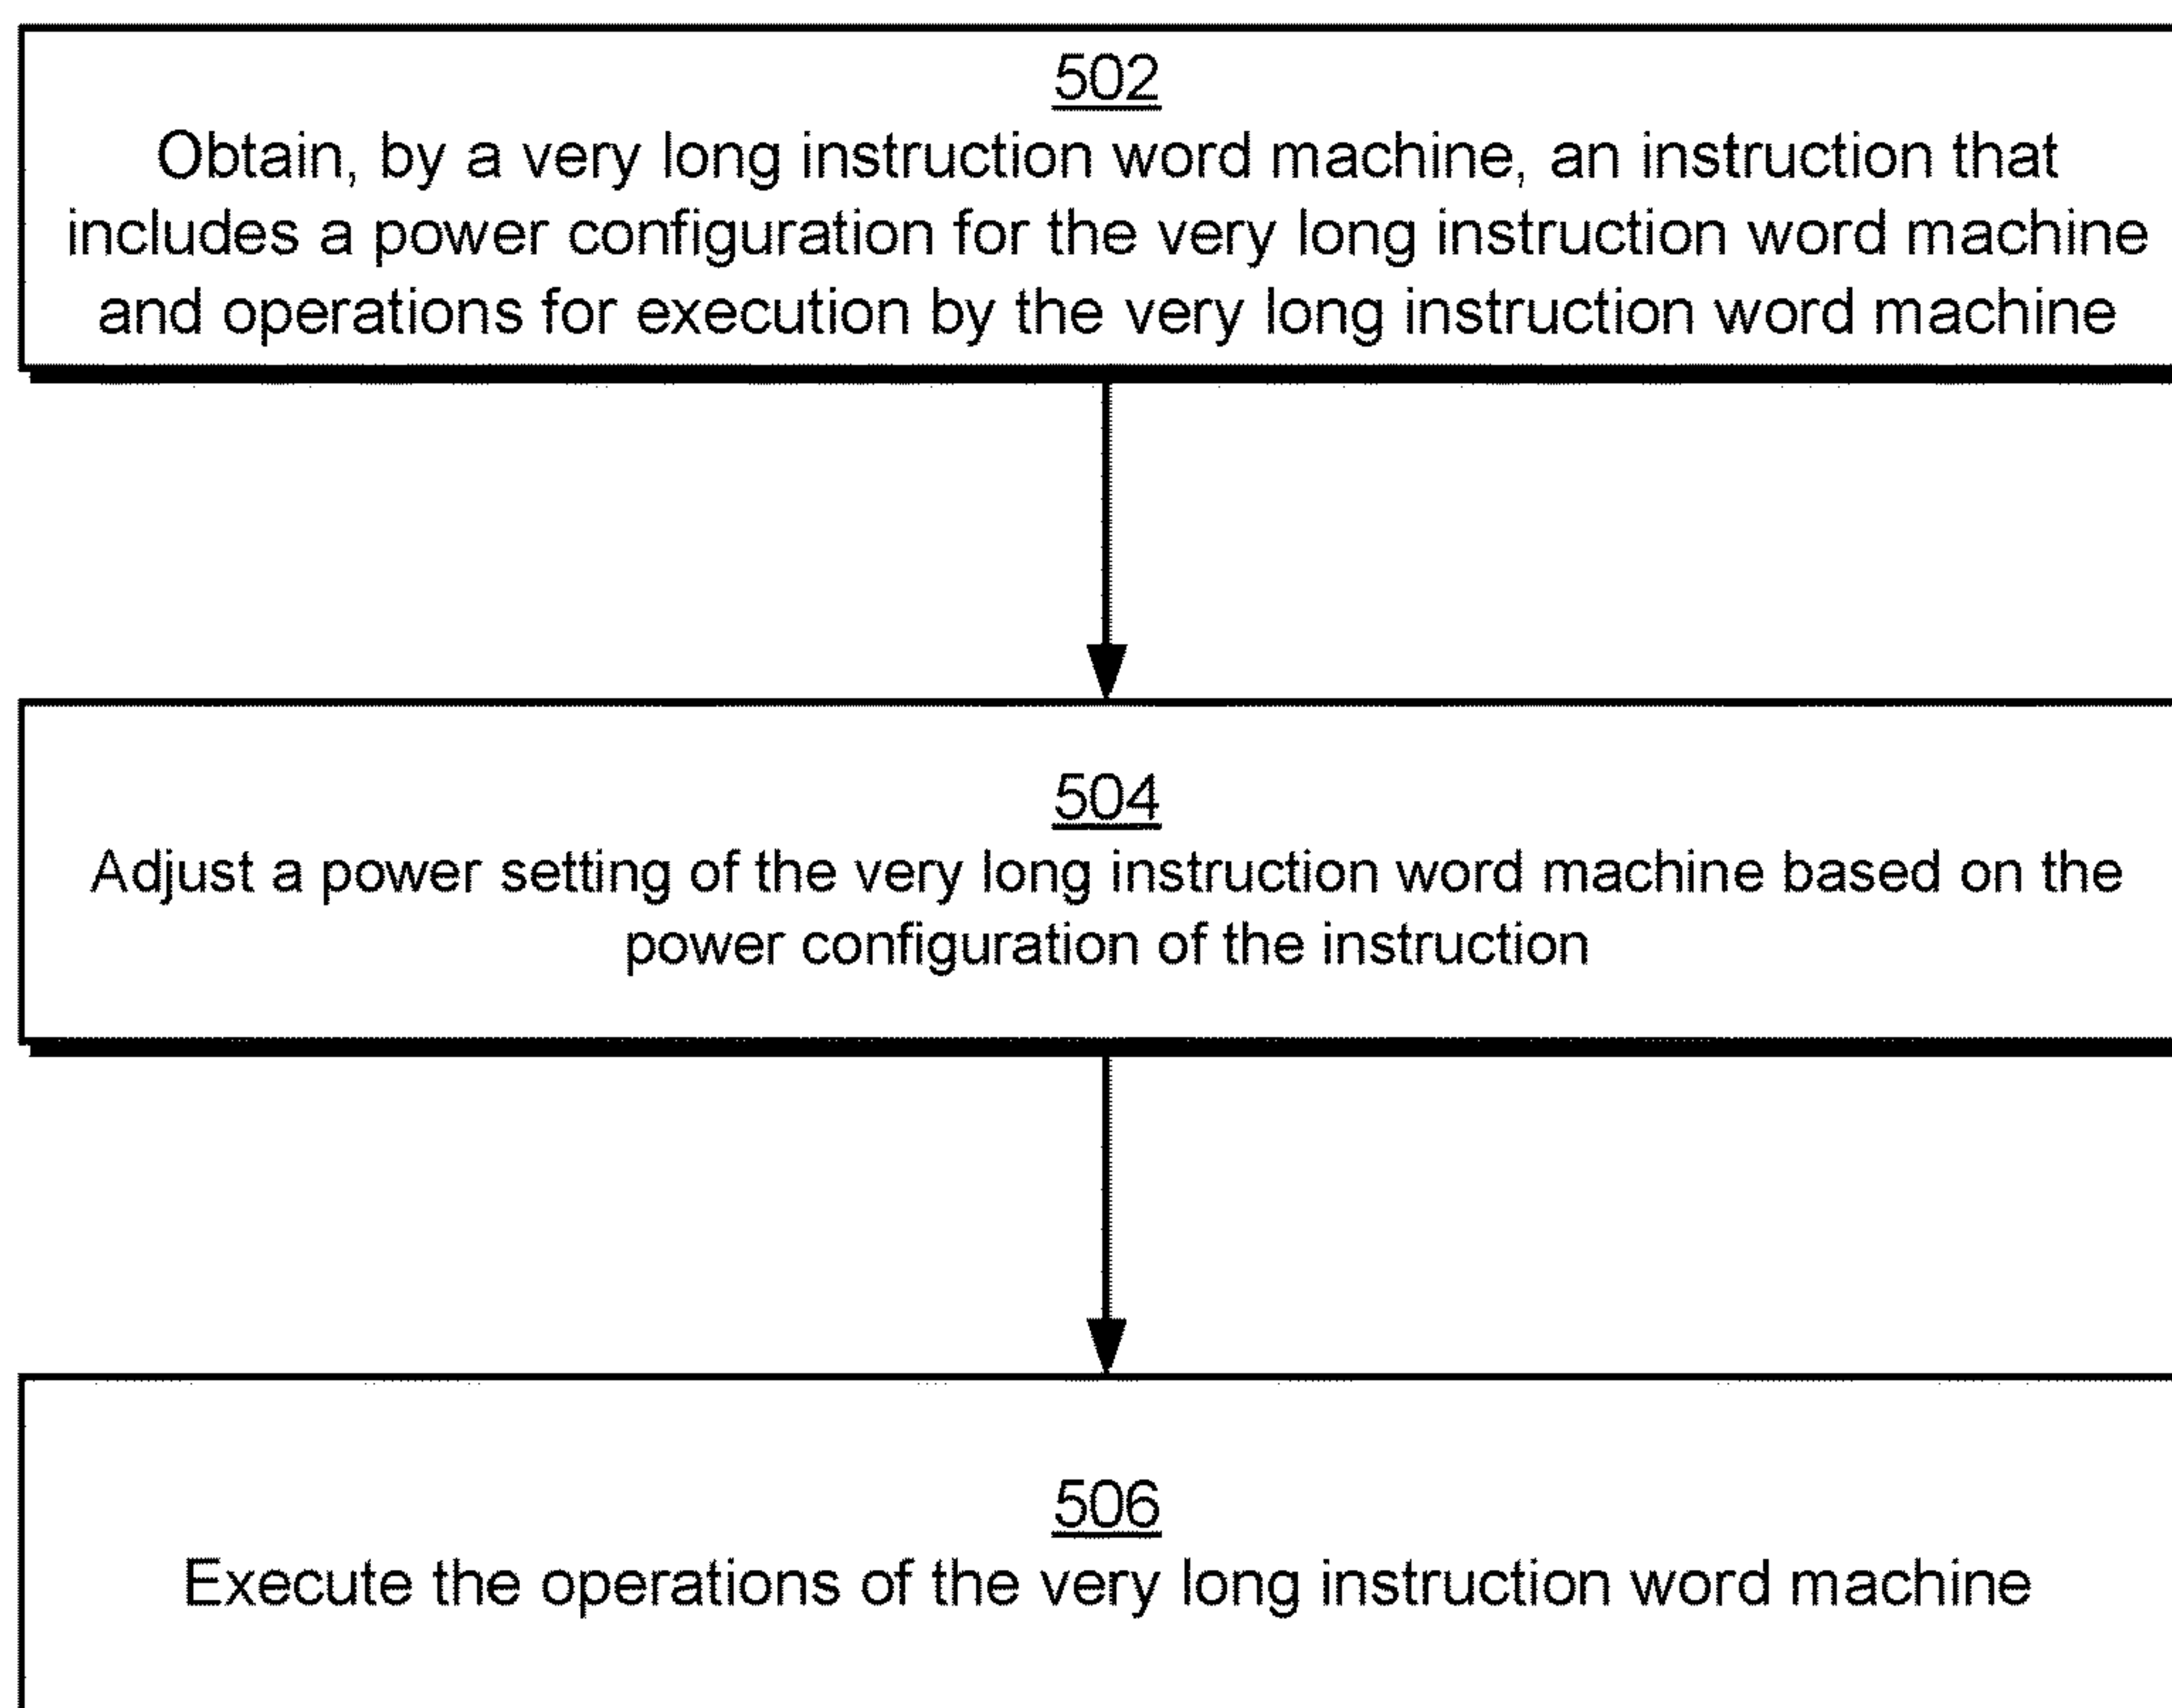 502
Obtain, by a very long instruction word machine, an instruction that
includes a power configuration for the very long instruction word machine
and operations for execution by the very long instruction word machine
504
Adjust a power setting of the very long instruction word machine based on the
power configuration of the instruction
506
Execute the operations of the very long instruction word machine